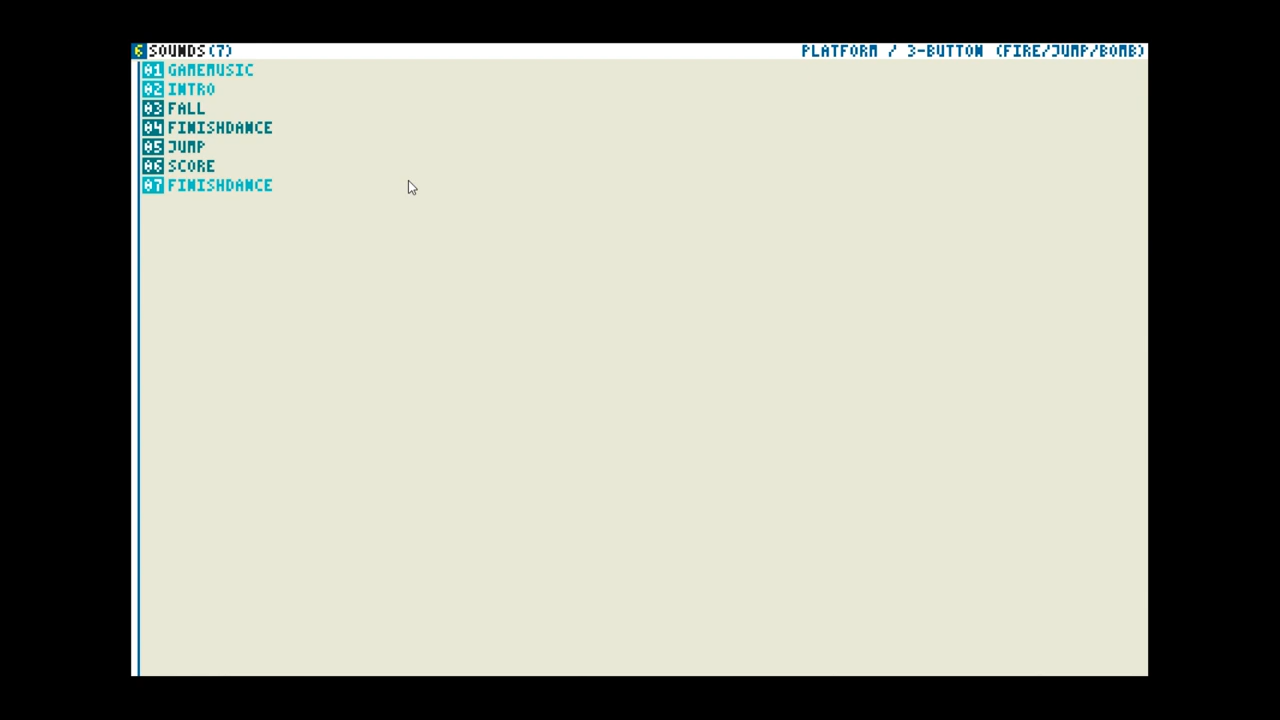 6 SOUNDS(7) PLATFORM / 3-BUTTON (FIRE/JUMP/BOMB)
01 GAMEMUSIC
02 INTRO
03 FALL
04 FINISHDANCE
05 JUMP
06 SCORE
07 FINISHDANCE